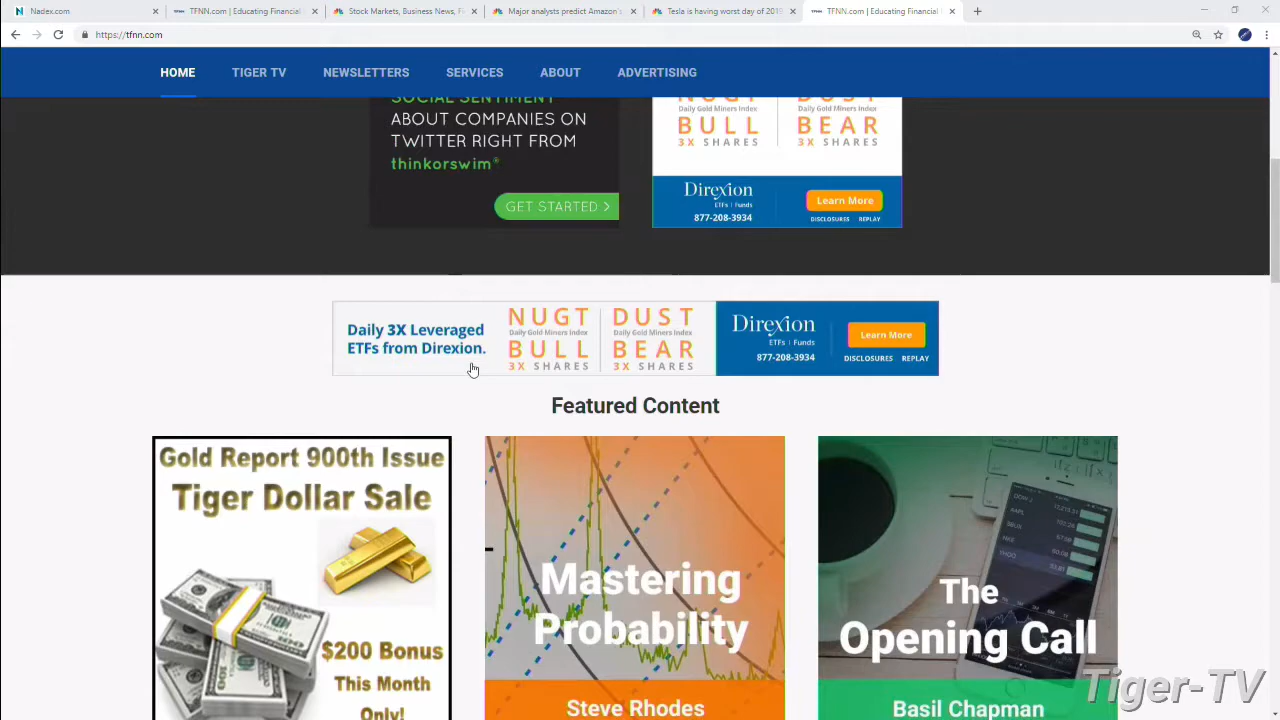 Nadex.com
TFNN.com | Educating Financial
Stock Markets, Business News, Fi
Major analysts predict Amazon's
Tesla is having worst day of 2018
TFNN.com | Educating Financial
https://tfnn.com
HOME
TIGER TV
NEWSLETTERS
SERVICES
ABOUT
ADVERTISING
SOCIAL SENTIMENT
ABOUT COMPANIES ON
TWITTER RIGHT FROM
thinkorswim®
GET STARTED >
NUGT DUST
Daily Gold Miners Index Daily Gold Miners Index
BULL BEAR
3X SHARES 3X SHARES
Direxion
ETFs | Funds
877-208-3934
Learn More
DISCLOSURES REPLAY
Daily 3X Leveraged
ETFs from Direxion.
NUGT DUST
Daily Gold Miners Index Daily Gold Miners Index
BULL BEAR
3X SHARES 3X SHARES
Direxion
ETFs | Funds
877-208-3934
Learn More
DISCLOSURES REPLAY
Featured Content
Gold Report 900th Issue
Tiger Dollar Sale
$200 Bonus
This Month
Only!
Mastering
Probability
Steve Rhodes
The
Opening Call
Basil Chapman
Tiger-TV